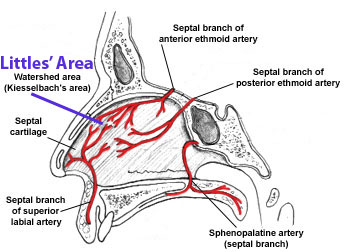 Septal branch of
anterior ethmoid artery
Littles' Area
Watershed area
(Kiesselbach's area)
Septal branch of
posterior ethmoid artery
Septal
cartilage
Septal branch
of superior
labial artery
Sphenopalatine artery
(septal branch)